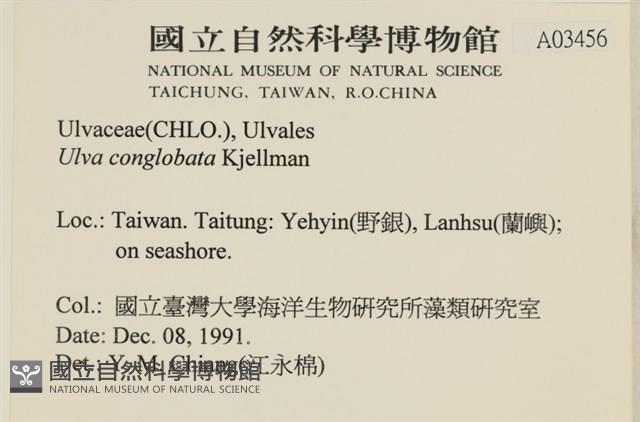 國立自然科學博物館 A03456
NATIONAL MUSEUM OF NATURAL SCIENCE
TAICHUNG, TAIWAN, R.O.CHINA
Ulvaceae(CHLO.), Ulvales
Ulva conglobata Kjellman
Loc.: Taiwan. Taitung: Yehyin(野銀), Lanhsu(蘭嶼);
on seashore.
Col.: 國立臺灣大學海洋生物研究所藻類研究室
Date: Dec. 08, 1991.
Det.: Y. M. Chiang(江永棉)
國立自然科學博物館
NATIONAL MUSEUM OF NATURAL SCIENCE